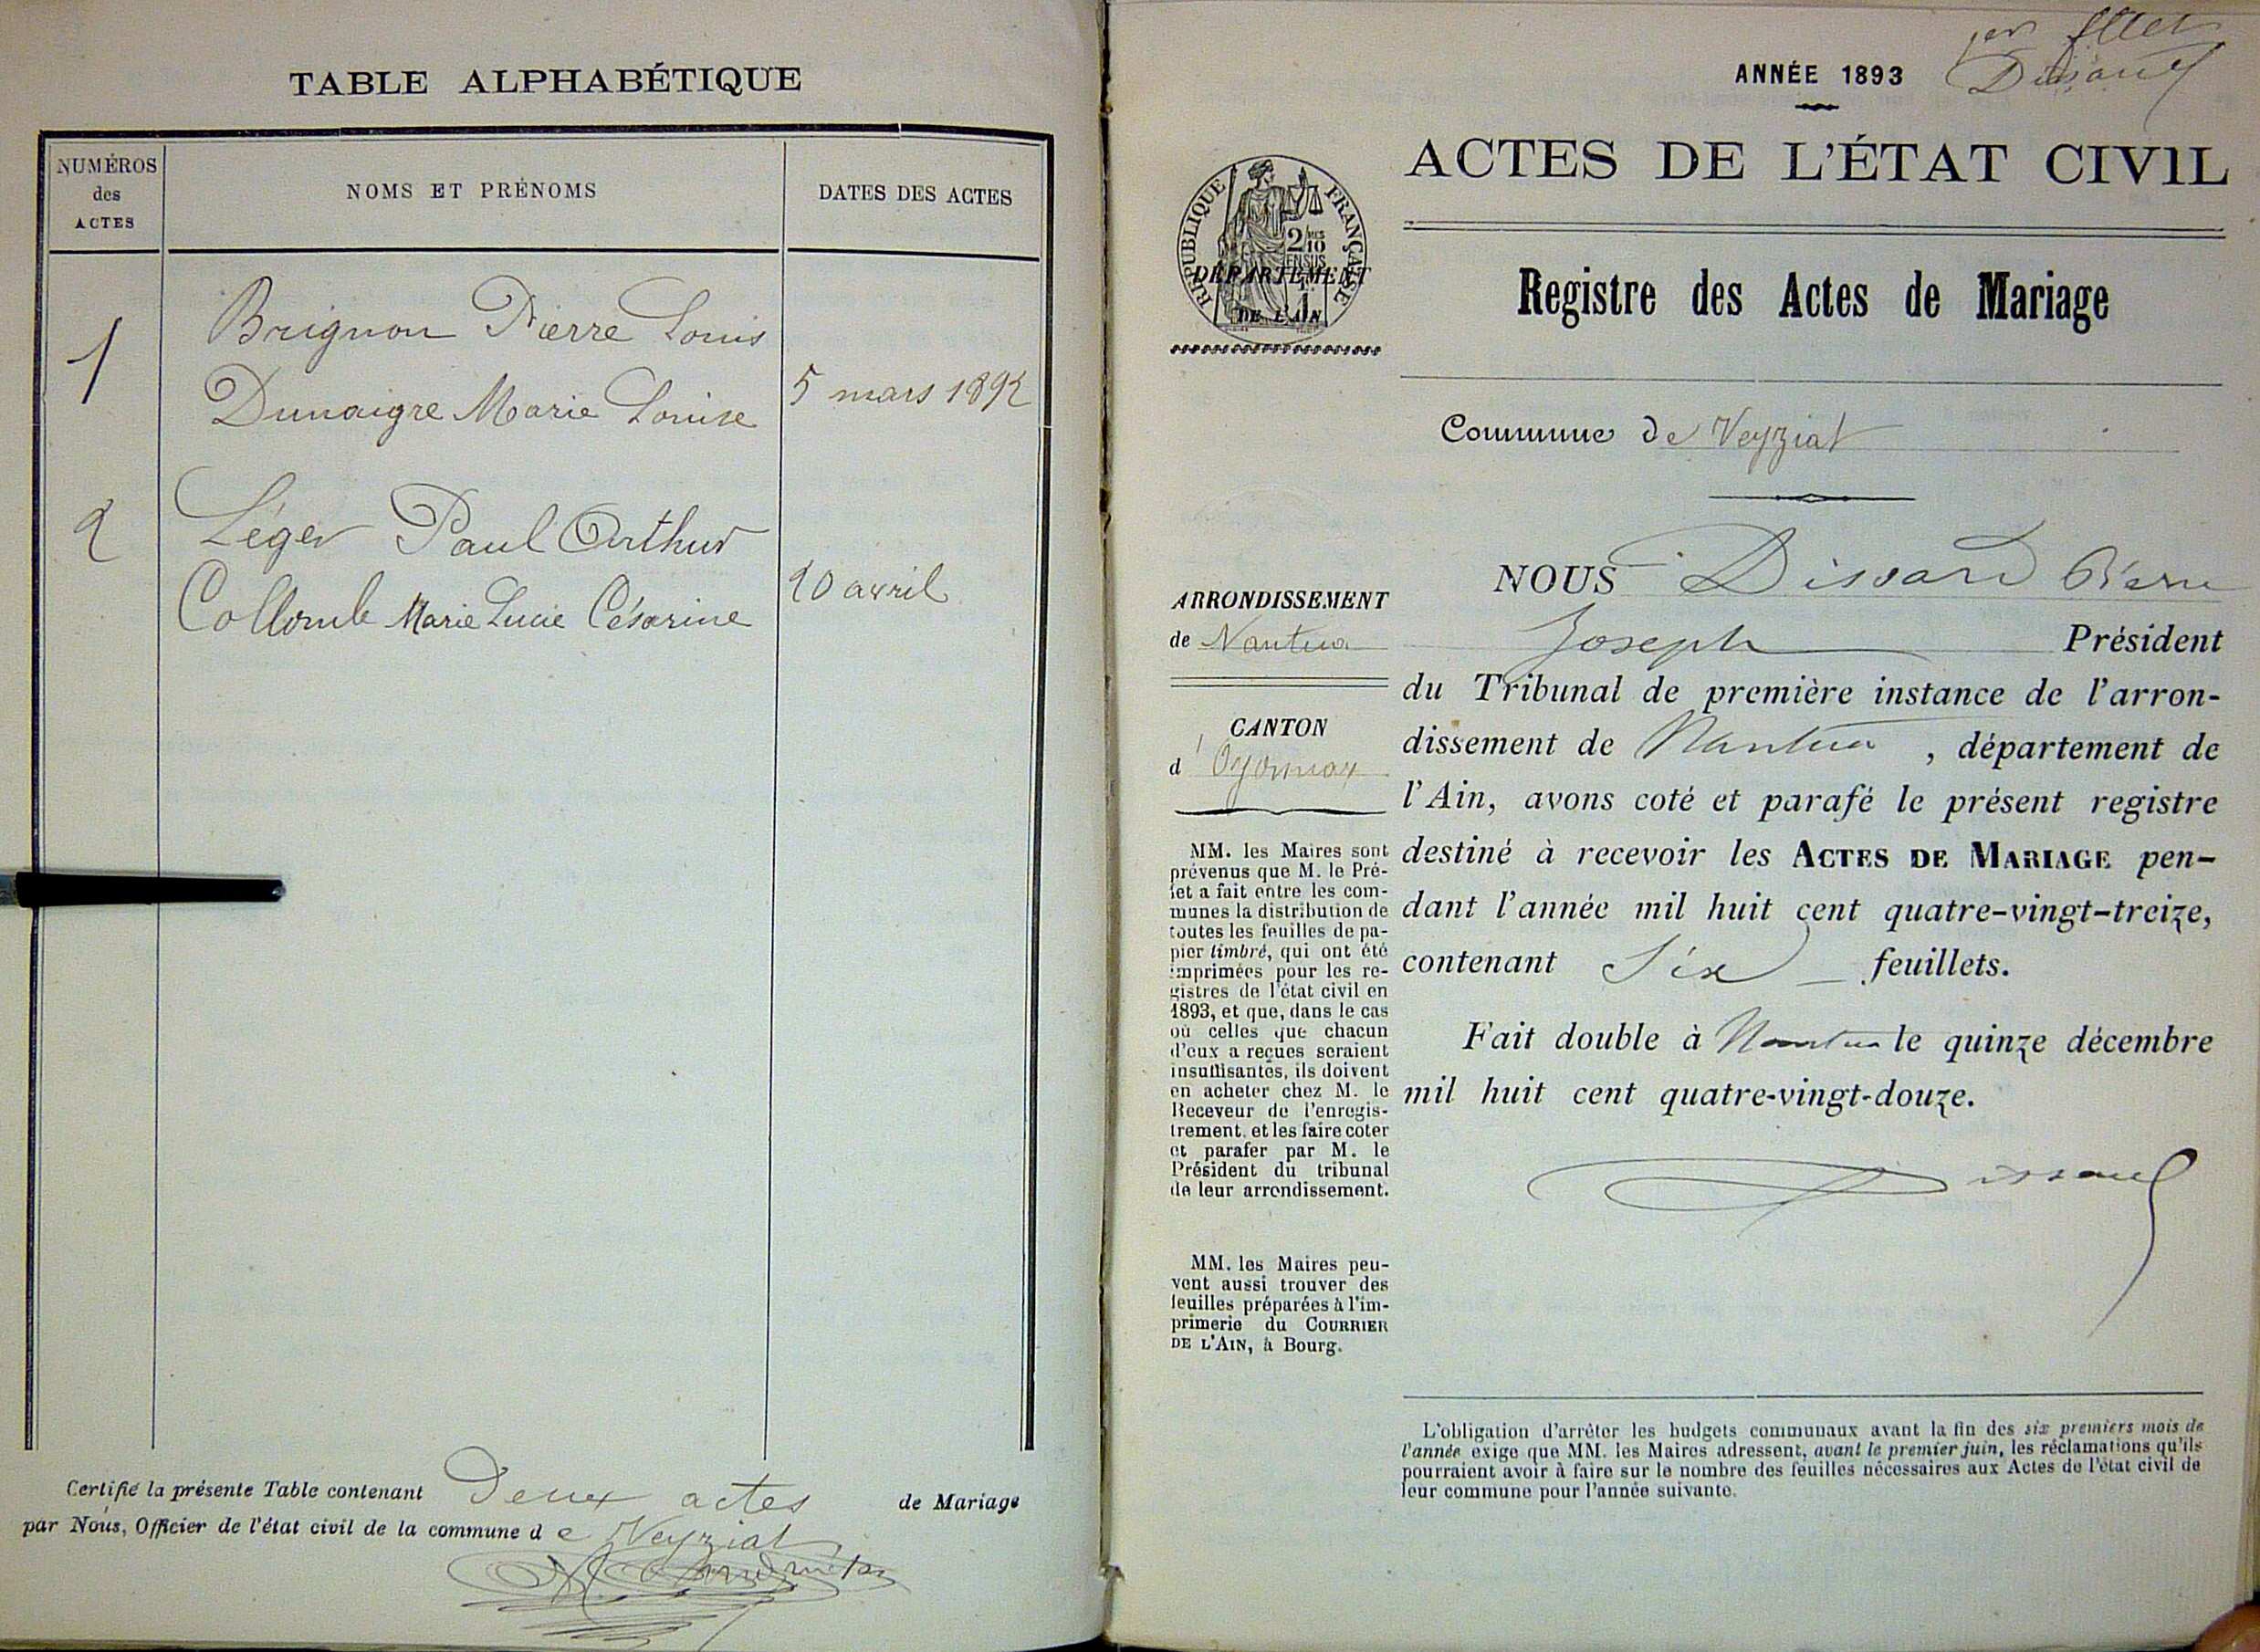 TABLE ALPHABÉTIQUE
NUMÉROS
des
ACTES
NOMS ET PRÉNOMS
DATES DES ACTES
1
Brignon Pierre Louis
Dunaigre Marie Louise
5 mars 1892
2
Léger Paul Arthur
Collomb Marie Lucie Césarine
20 avril
Certifié la présente Table contenant Deux actes de Mariage
par Nous, Officier de l'état civil de la commune de Veyziat
ANNÉE 1893
ACTES DE L'ÉTAT CIVIL
RÉPUBLIQUE FRANÇAISE
DÉPARTEMENT
DE L'AIN
Registre des Actes de Mariage
Commune de Veyziat
ARRONDISSEMENT
de Nantua
CANTON
d'Oyonnax
MM. les Maires sont
prévenus que M. le Pré-
fet a fait entre les com-
munes la distribution de
toutes les feuilles de pa-
pier timbré, qui ont été
imprimées pour les re-
gistres de l'état civil en
1893, et que, dans le cas
où celles que chacun
d'eux a reçues seraient
insuffisantes, ils doivent
en acheter chez M. le
Receveur de l'enregis-
trement, et les faire coter
et parafer par M. le
Président du tribunal
de leur arrondissement.
MM. les Maires peu-
vent aussi trouver des
feuilles préparées à l'im-
primerie du COURRIER
DE L'AIN, à Bourg.
NOUS Dissard Pierre
Joseph Président
du Tribunal de première instance de l'arron-
dissement de Nantua, département de
l'Ain, avons coté et parafé le présent registre
destiné à recevoir les ACTES DE MARIAGE pen-
dant l'année mil huit cent quatre-vingt-treize,
contenant Six feuillets.
Fait double à Nantua le quinze décembre
mil huit cent quatre-vingt-douze.
Dissard
L'obligation d'arrêter les budgets communaux avant la fin des six premiers mois de
l'année exige que MM. les Maires adressent, avant le premier juin, les réclamations qu'ils
pourraient avoir à faire sur le nombre des feuilles nécessaires aux Actes de l'état civil de
leur commune pour l'année suivante.